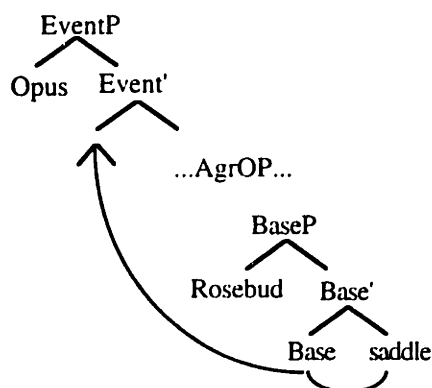 EventP
Opus Event'
...AgrOP...
BaseP
Rosebud Base'
Base saddle